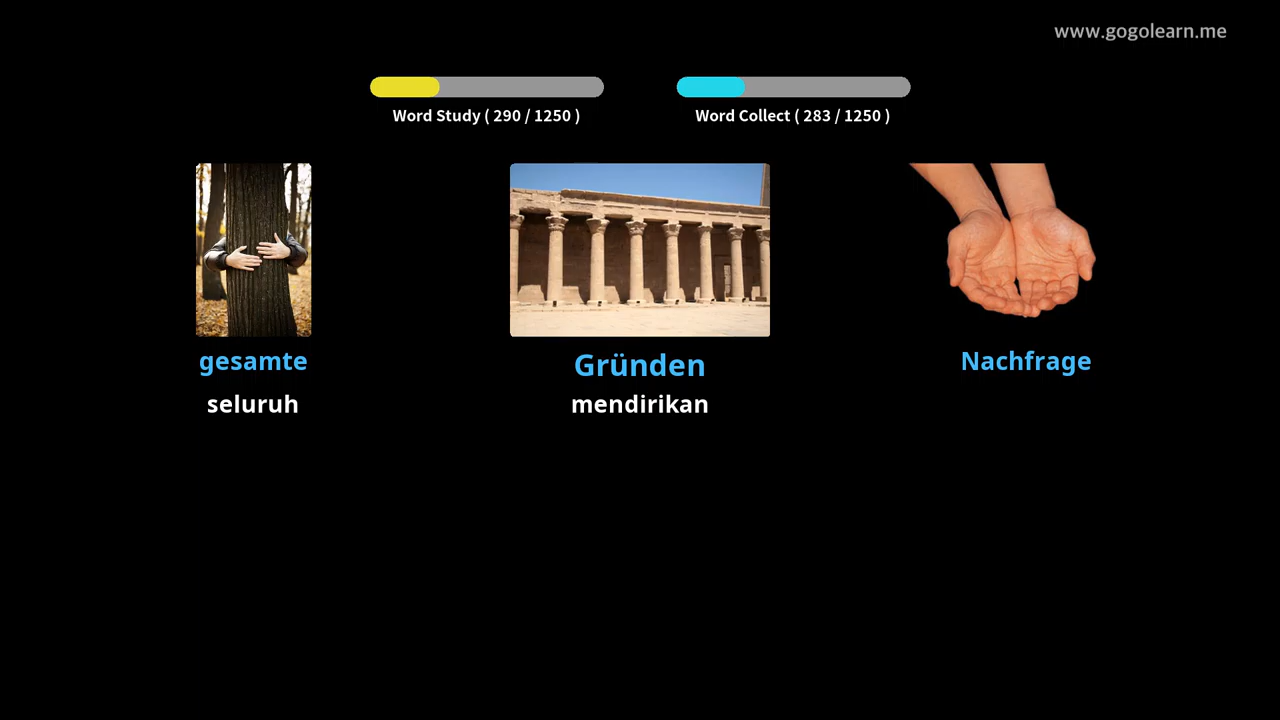 www.gogolearn.me
Word Study ( 290 / 1250 )
Word Collect ( 283 / 1250 )
gesamte
seluruh
Gründen
mendirikan
Nachfrage